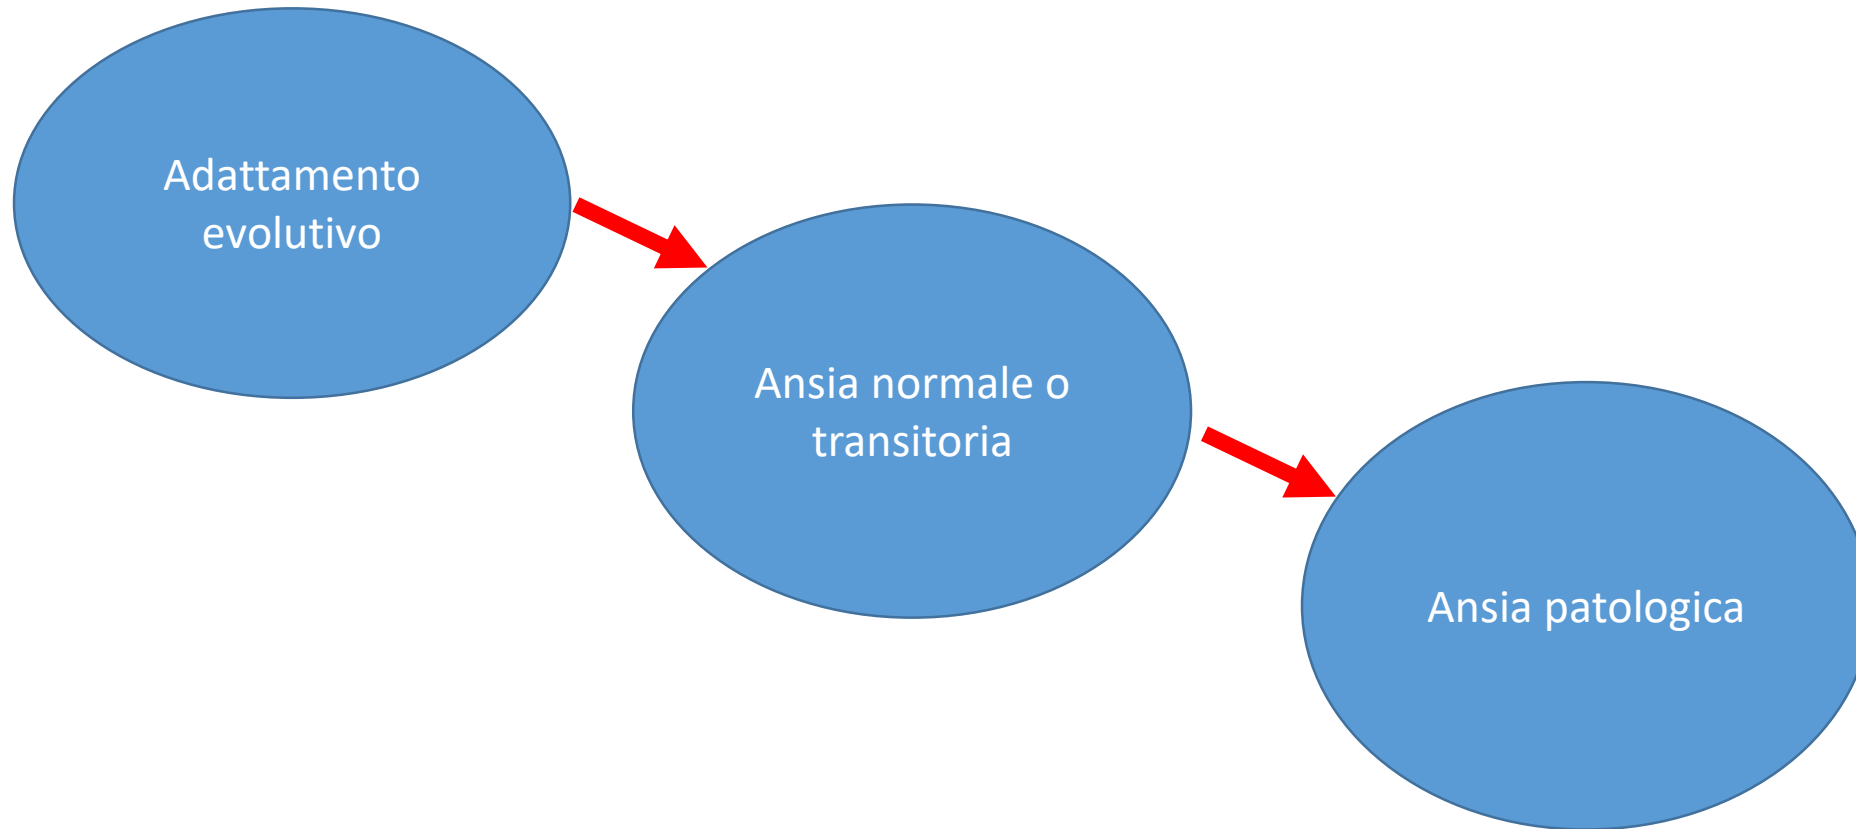 Adattamento
evolutivo
Ansia normale o
transitoria
Ansia patologica